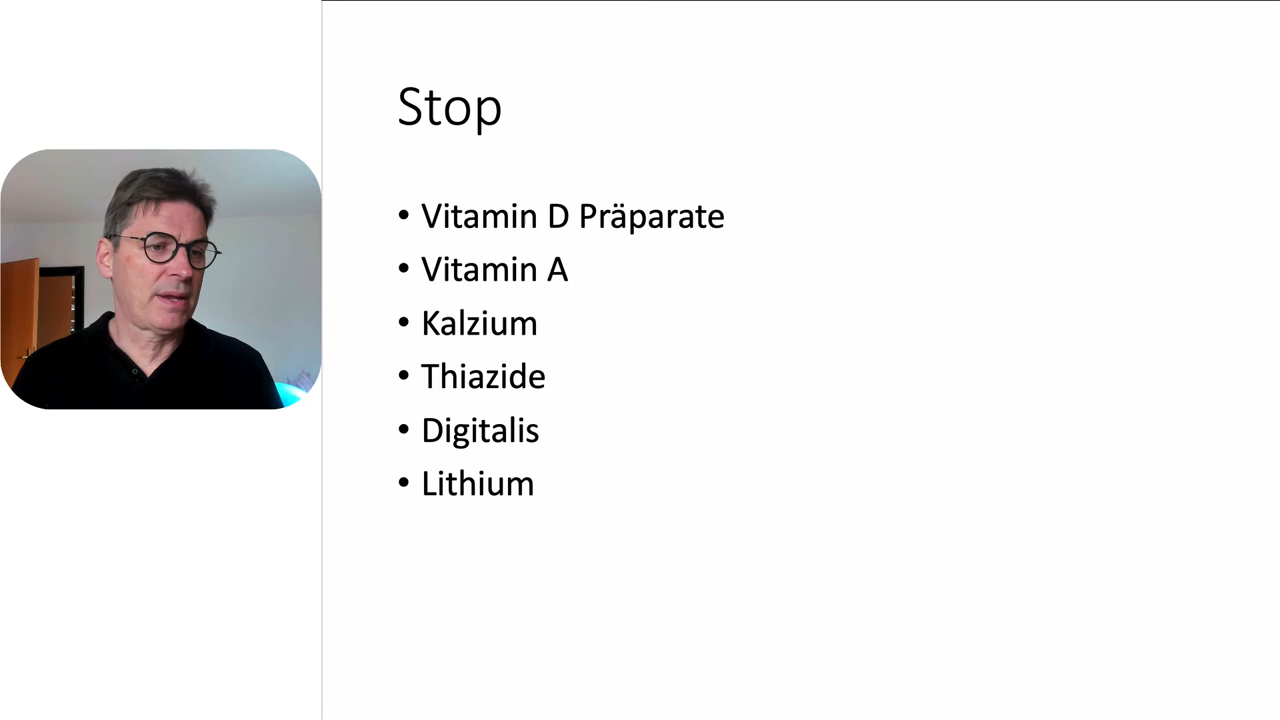 Stop
• Vitamin D Präparate
• Vitamin A
• Kalzium
• Thiazide
• Digitalis
• Lithium